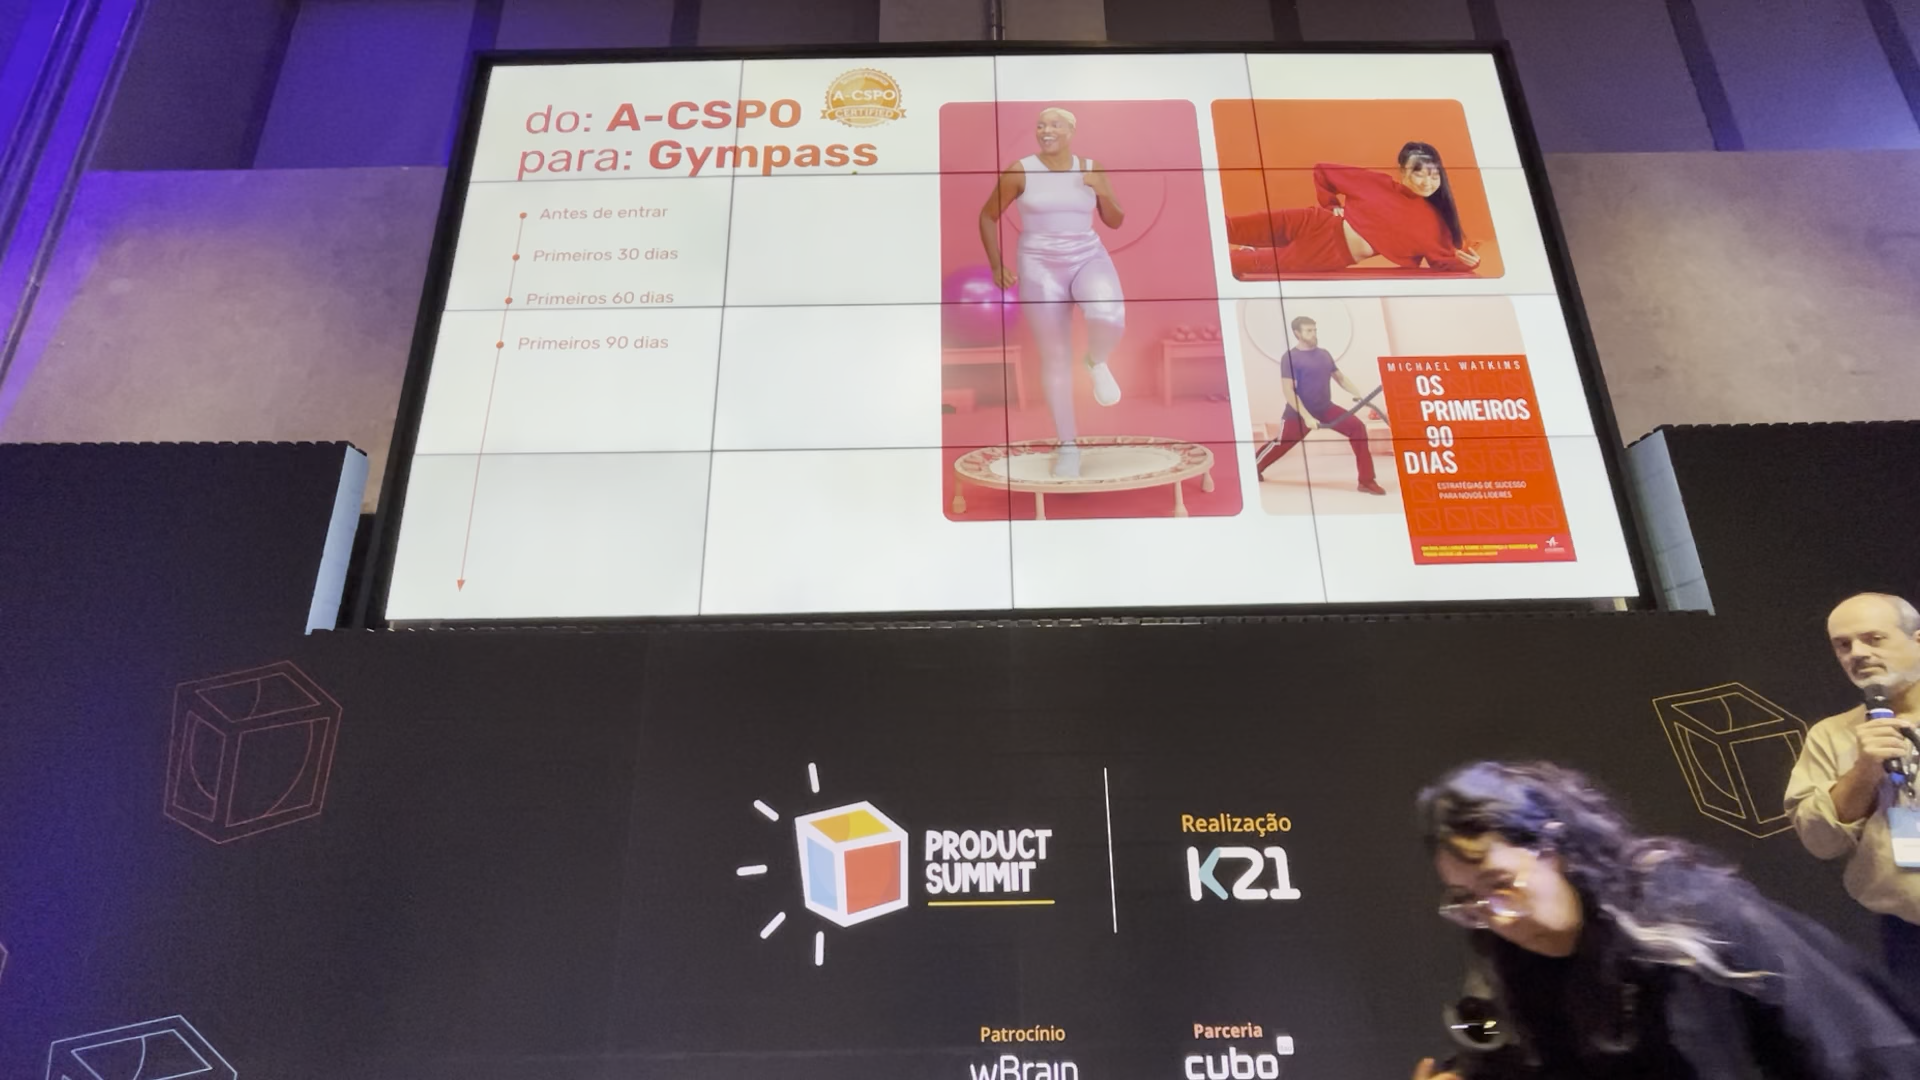 do: A-CSPO
para: Gympass
A-CSPO
CERTIFIED
Antes de entrar
Primeiros 30 dias
Primeiros 60 dias
Primeiros 90 dias
MICHAEL WATKINS
OS
PRIMEIROS
90
DIAS
ESTRATÉGIAS DE SUCESSO
PARA NOVOS LÍDERES
PRODUCT
SUMMIT
Realização
K21
Patrocínio
wBrain
Parceria
cubo